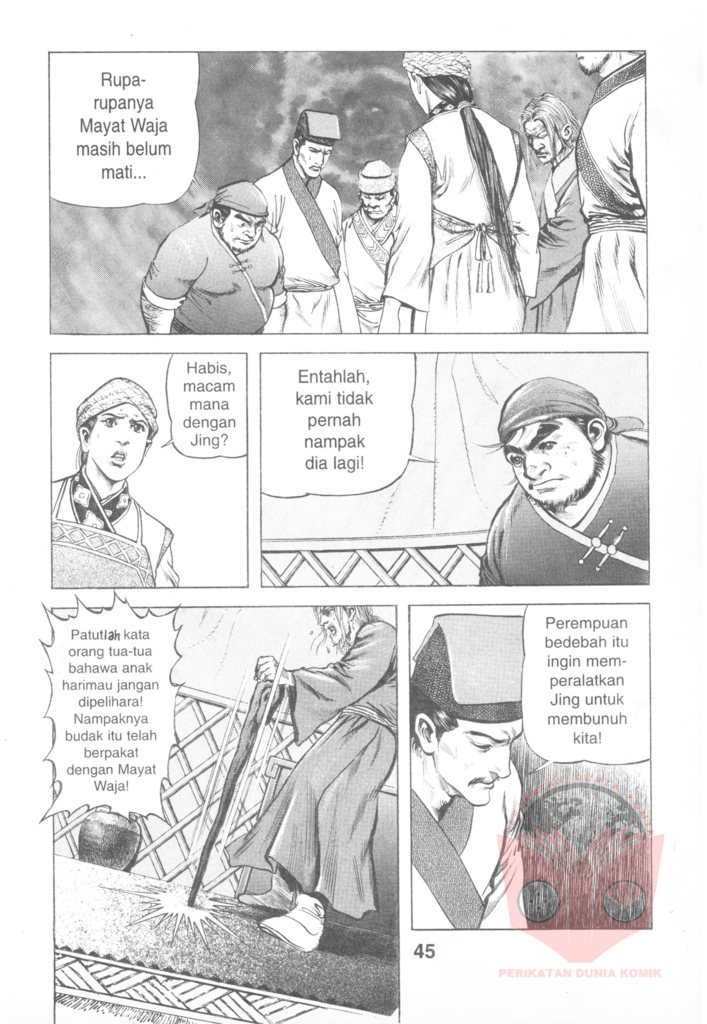 Rupa-
rupanya
Mayat Waja
masih belum
mati...
Habis,
macam
mana
dengan
Jing?
Entahlah,
kami tidak
pernah
nampak
dia lagi!
Patutlah kata
orang tua-tua
bahawa anak
harimau jangan
dipelihara!
Nampaknya
budak itu telah
berpakat
dengan Mayat
Waja!
Perempuan
bedebah itu
ingin mem-
peralatkan
Jing untuk
membunuh
kita!
45
PERIKATAN DUNIA KOMIK